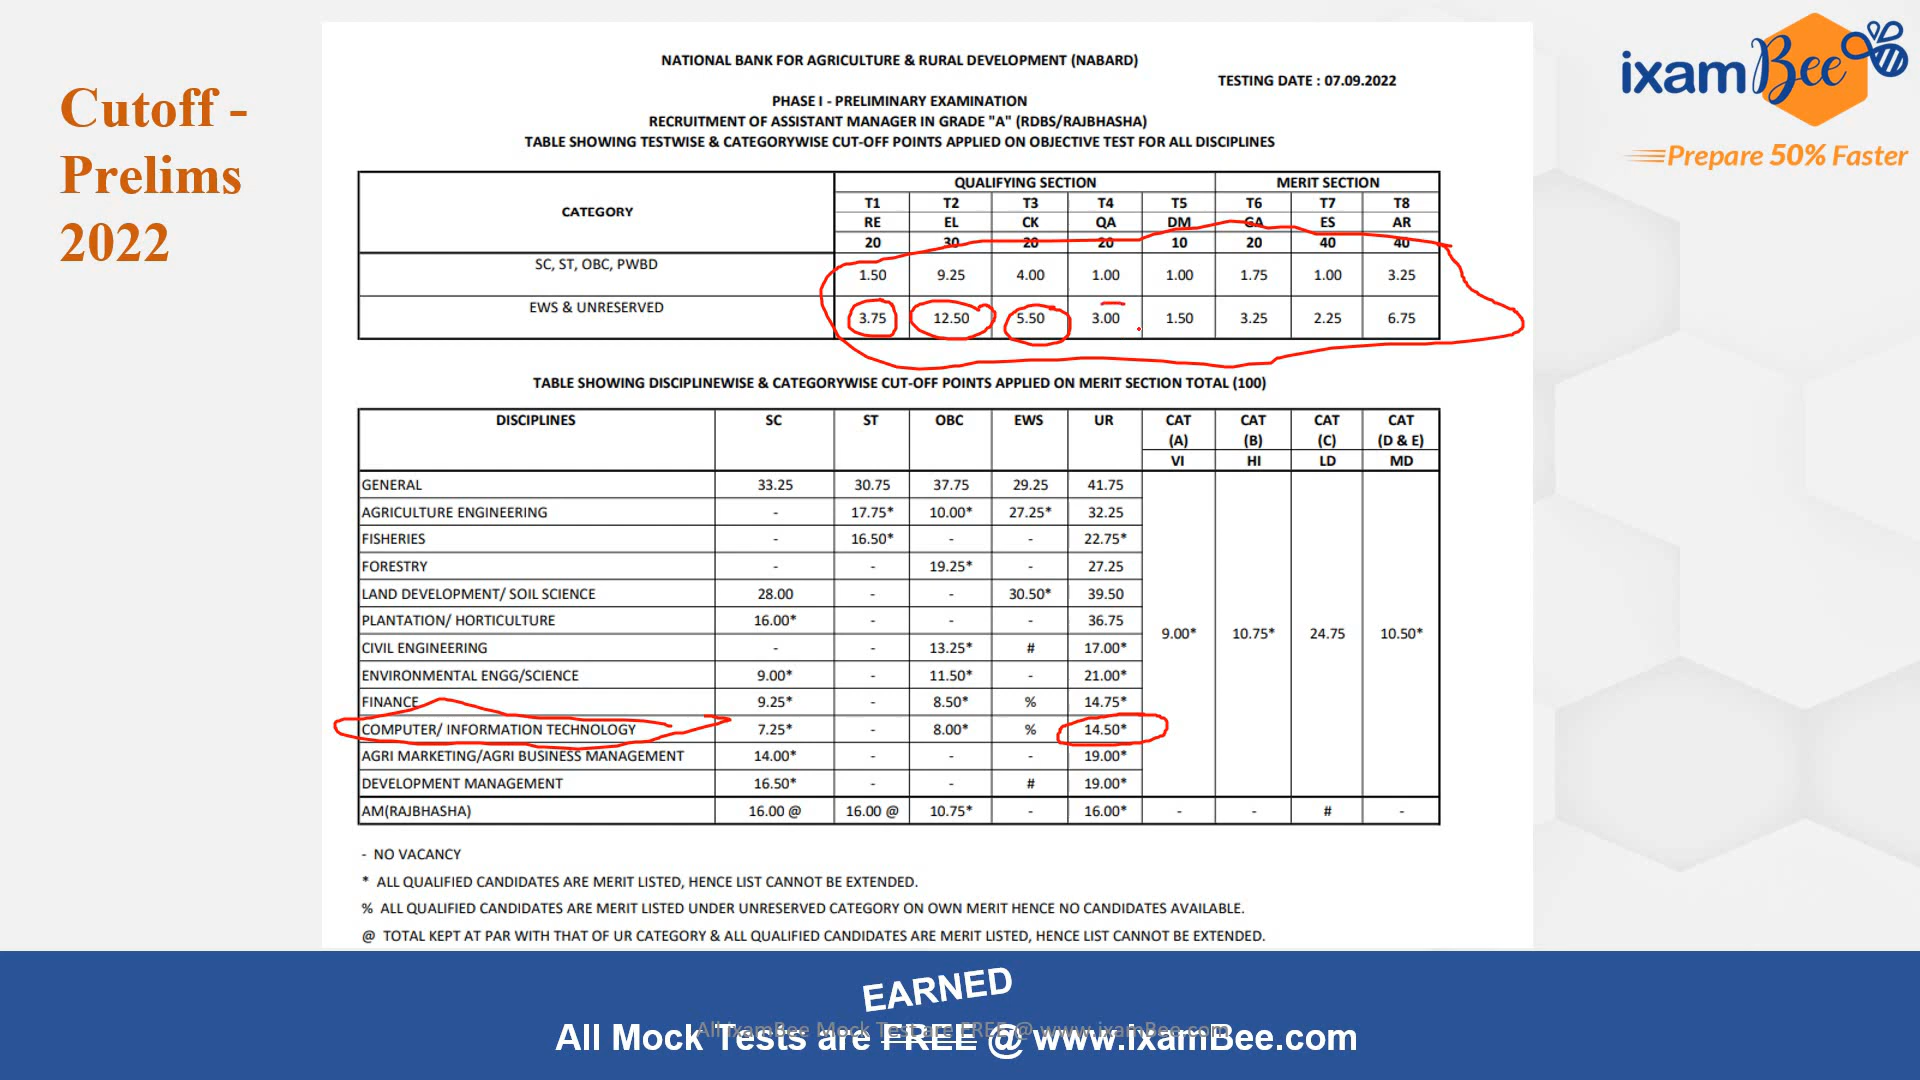 Cutoff -
Prelims
2022
ixamBee
Prepare 50% Faster
NATIONAL BANK FOR AGRICULTURE & RURAL DEVELOPMENT (NABARD)
TESTING DATE : 07.09.2022
PHASE I - PRELIMINARY EXAMINATION
RECRUITMENT OF ASSISTANT MANAGER IN GRADE "A" (RDBS/RAJBHASHA)
TABLE SHOWING TESTWISE & CATEGORYWISE CUT-OFF POINTS APPLIED ON OBJECTIVE TEST FOR ALL DISCIPLINES
CATEGORY QUALIFYING SECTION MERIT SECTION
T1 T2 T3 T4 T5 T6 T7 T8
RE EL CK QA DM GA ES AR
20 30 20 20 10 20 40 40
SC, ST, OBC, PWBD 1.50 9.25 4.00 1.00 1.00 1.75 1.00 3.25
EWS & UNRESERVED 3.75 12.50 5.50 3.00 1.50 3.25 2.25 6.75
TABLE SHOWING DISCIPLINEWISE & CATEGORYWISE CUT-OFF POINTS APPLIED ON MERIT SECTION TOTAL (100)
DISCIPLINES SC ST OBC EWS UR CAT CAT CAT CAT
(A) (B) (C) (D & E)
VI HI LD MD
GENERAL 33.25 30.75 37.75 29.25 41.75
AGRICULTURE ENGINEERING - 17.75* 10.00* 27.25* 32.25
FISHERIES - 16.50* - - 22.75*
FORESTRY - - 19.25* - 27.25
LAND DEVELOPMENT/ SOIL SCIENCE 28.00 - - 30.50* 39.50
PLANTATION/ HORTICULTURE 16.00* - - - 36.75
9.00* 10.75* 24.75 10.50*
CIVIL ENGINEERING - - 13.25* # 17.00*
ENVIRONMENTAL ENGG/SCIENCE 9.00* - 11.50* - 21.00*
FINANCE 9.25* - 8.50* % 14.75*
COMPUTER/ INFORMATION TECHNOLOGY 7.25* - 8.00* % 14.50*
AGRI MARKETING/AGRI BUSINESS MANAGEMENT 14.00* - - - 19.00*
DEVELOPMENT MANAGEMENT 16.50* - - # 19.00*
AM(RAJBHASHA) 16.00 @ 16.00 @ 10.75* - 16.00* - - # -
- NO VACANCY
* ALL QUALIFIED CANDIDATES ARE MERIT LISTED, HENCE LIST CANNOT BE EXTENDED.
% ALL QUALIFIED CANDIDATES ARE MERIT LISTED UNDER UNRESERVED CATEGORY ON OWN MERIT HENCE NO CANDIDATES AVAILABLE.
@ TOTAL KEPT AT PAR WITH THAT OF UR CATEGORY & ALL QUALIFIED CANDIDATES ARE MERIT LISTED, HENCE LIST CANNOT BE EXTENDED.
EARNED
All ixamBee Mock Test are FREE @ www.ixamBee.com
All Mock Tests are FREE @ www.ixamBee.com